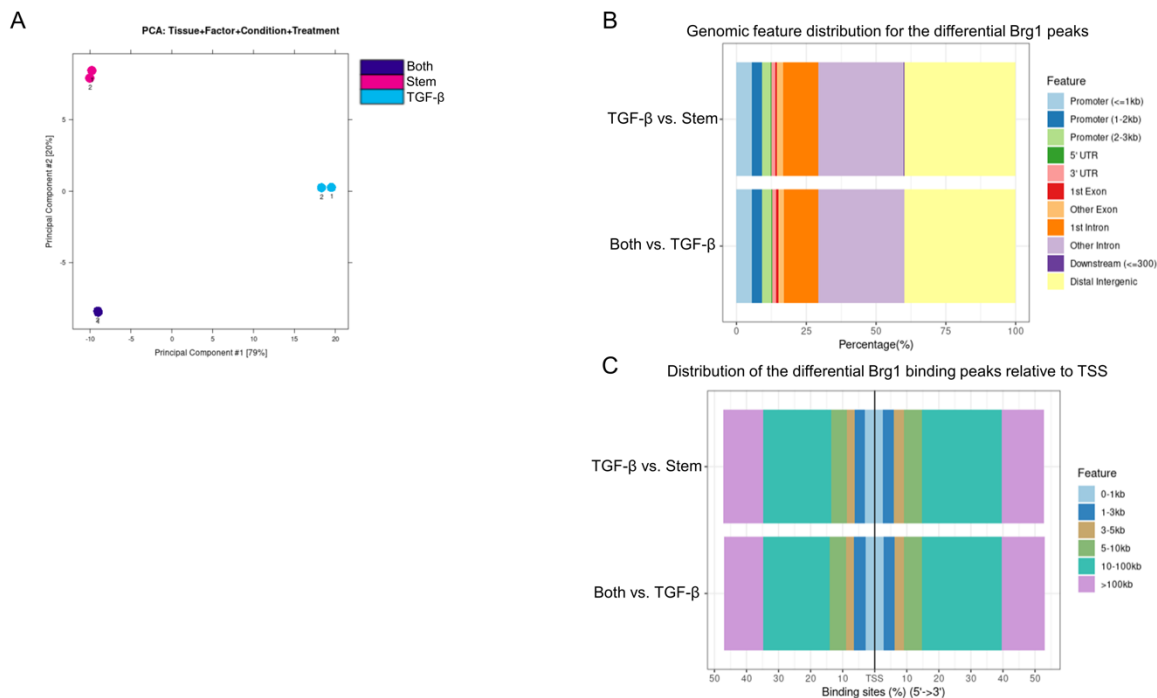 A
PCA: Tissue+Factor+Condition+Treatment
Both
Stem
TGF-β
2
2 1
2
5
0
-5
-10 -5 0 5 10 15 20
Principal Component #2 [20%]
Principal Component #1 [79%]
B
Genomic feature distribution for the differential Brg1 peaks
TGF-β vs. Stem
Both vs. TGF-β
0 25 50 75 100
Percentage(%)
Feature
Promoter (<=1kb)
Promoter (1-2kb)
Promoter (2-3kb)
5' UTR
3' UTR
1st Exon
Other Exon
1st Intron
Other Intron
Downstream (<=300)
Distal Intergenic
C
Distribution of the differential Brg1 binding peaks relative to TSS
TGF-β vs. Stem
Both vs. TGF-β
50 40 30 20 10 TSS 10 20 30 40 50
Binding sites (%) (5'->3')
Feature
0-1kb
1-3kb
3-5kb
5-10kb
10-100kb
>100kb